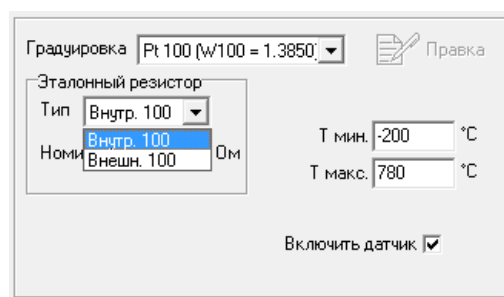 Градуировка Pt 100 (W100 = 1.3850) Правка
Эталонный резистор
Тип Внутр. 100
Внутр. 100
Внешн. 100
Ом
Т мин. -200 °C
Т макс. 780 °C
Включить датчик